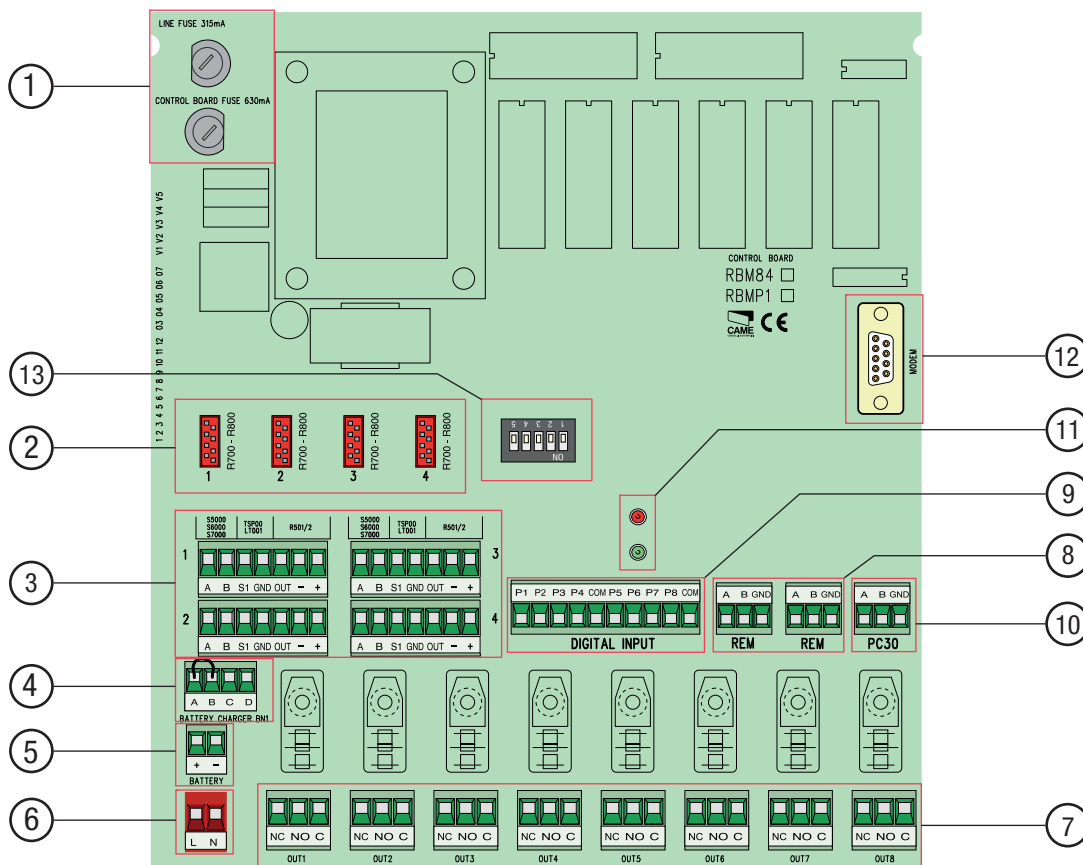 LINE FUSE 315mA
1
CONTROL BOARD FUSE 630mA
1 2 3 4 5 6 7 8 9 10 11 12 03 04 05 06 07 V1 V2 V3 V4 V5
CONTROL BOARD
RBM84
RBMP1
CAME
CE
MODEM
12
13
5 4 3 2 1
ON
2
R700 - R800
R700 - R800
R700 - R800
R700 - R800
1 2 3 4
11
9
S5000 S6000 S7000 TSP00 LT001 R501/2
S5000 S6000 S7000 TSP00 LT001 R501/2
1
3
A B S1 GND OUT - +
A B S1 GND OUT - +
3
8
P1 P2 P3 P4 COM P5 P6 P7 P8 COM
A B GND
A B GND
A B GND
2
4
A B S1 GND OUT - +
A B S1 GND OUT - +
DIGITAL INPUT
REM
REM
PC30
10
4
A B C D
BATTERY CHARGER BN1
5
+ -
BATTERY
6
L N
NC NO C
NC NO C
NC NO C
NC NO C
NC NO C
NC NO C
NC NO C
NC NO C
7
OUT1 OUT2 OUT3 OUT4 OUT5 OUT6 OUT7 OUT8